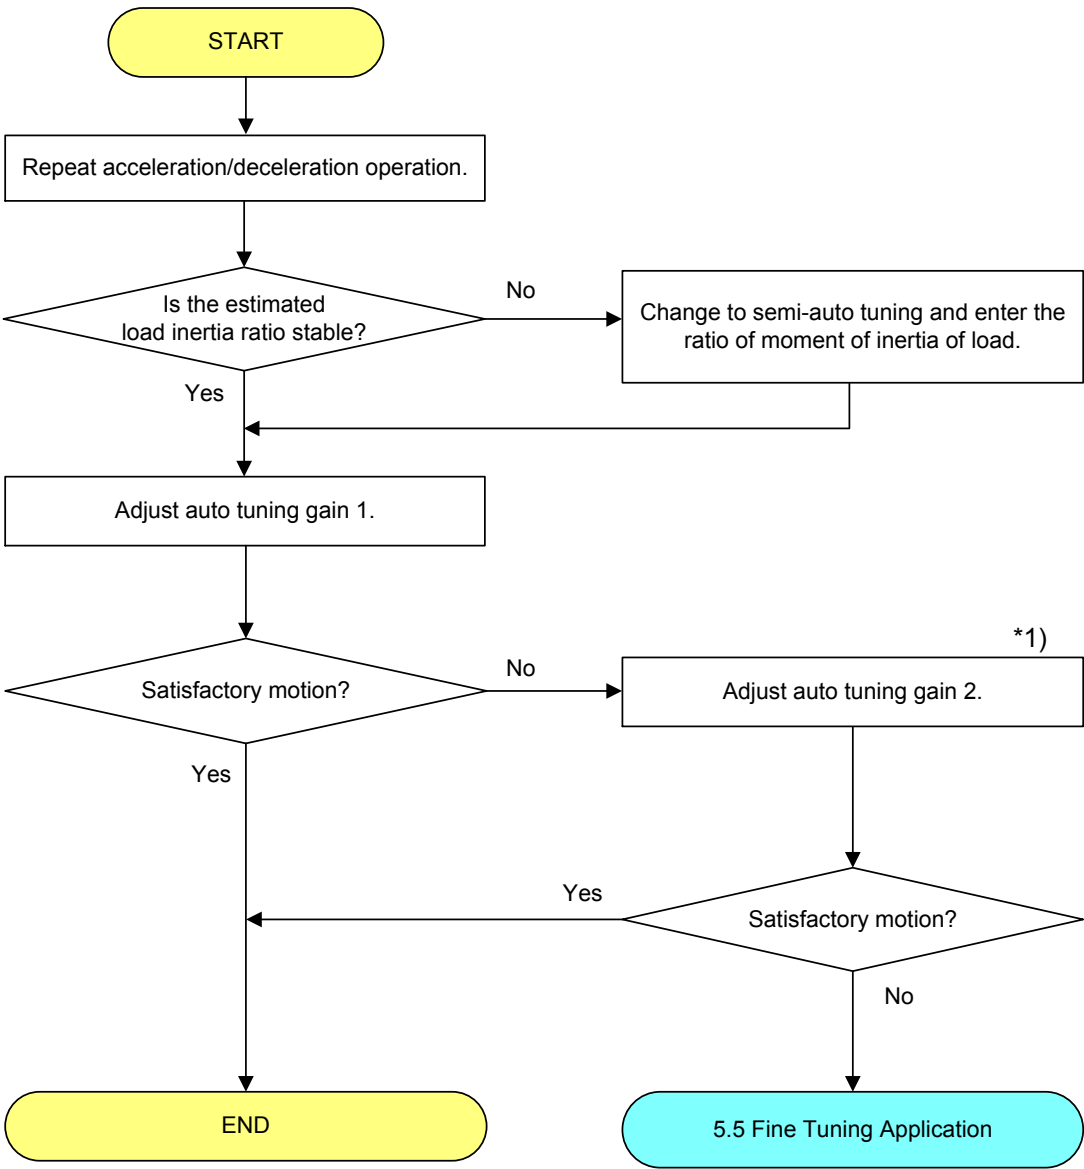 START
Repeat acceleration/deceleration operation.
Is the estimated
load inertia ratio stable?
No
Change to semi-auto tuning and enter the
ratio of moment of inertia of load.
Yes
Adjust auto tuning gain 1.
*1)
Satisfactory motion?
No
Adjust auto tuning gain 2.
Yes
Yes
Satisfactory motion?
No
END
5.5 Fine Tuning Application